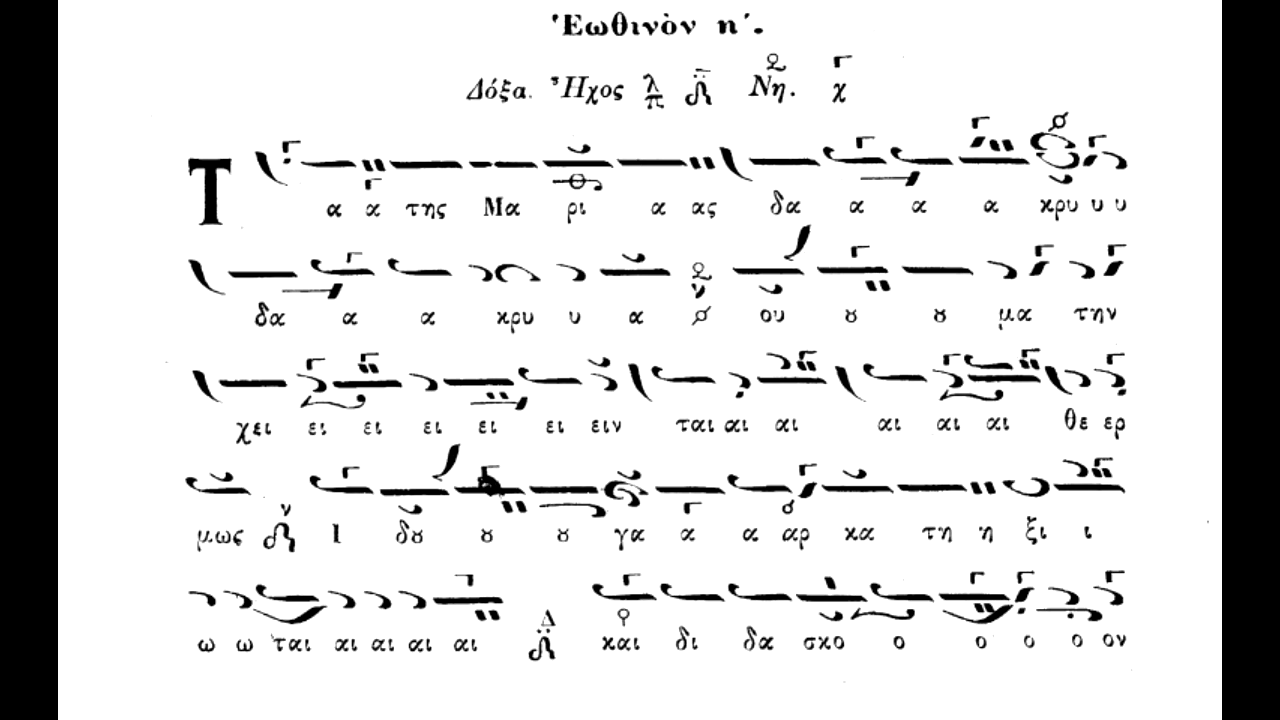 Ἑωθινὸν η´.
Δόξα. Ἦχος λ π Νη. χ
Τ α α της Μα ρι α ας δα α α α κρυ υ υ
δα α α κρυ υ α ου ȣ ȣ μα την
χει ει ει ει ει ει ειν ται αι αι αι αι αι θε ερ
μως Ι δȣ ȣ ȣ γα α α αρ κα τη η ξι ι
ω ω ται αι αι αι αι Δ και δι δα σκο ο ο ο ο ον